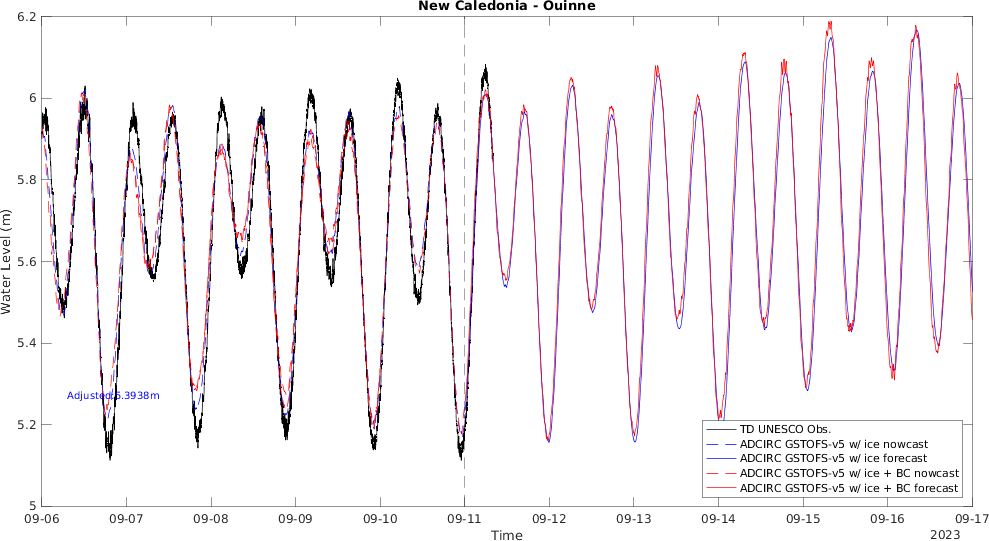 New Caledonia - Ouinne
6.2
6
5.8
5.6
5.4
5.2
5
Water Level (m)
TD UNESCO Obs.
ADCIRC GSTOFS-v5 w/ ice nowcast
ADCIRC GSTOFS-v5 w/ ice forecast
ADCIRC GSTOFS-v5 w/ ice + BC nowcast
ADCIRC GSTOFS-v5 w/ ice + BC forecast
09-06 09-07 09-08 09-09 09-10 09-11 09-12 09-13 09-14 09-15 09-16 09-17
Time
2023